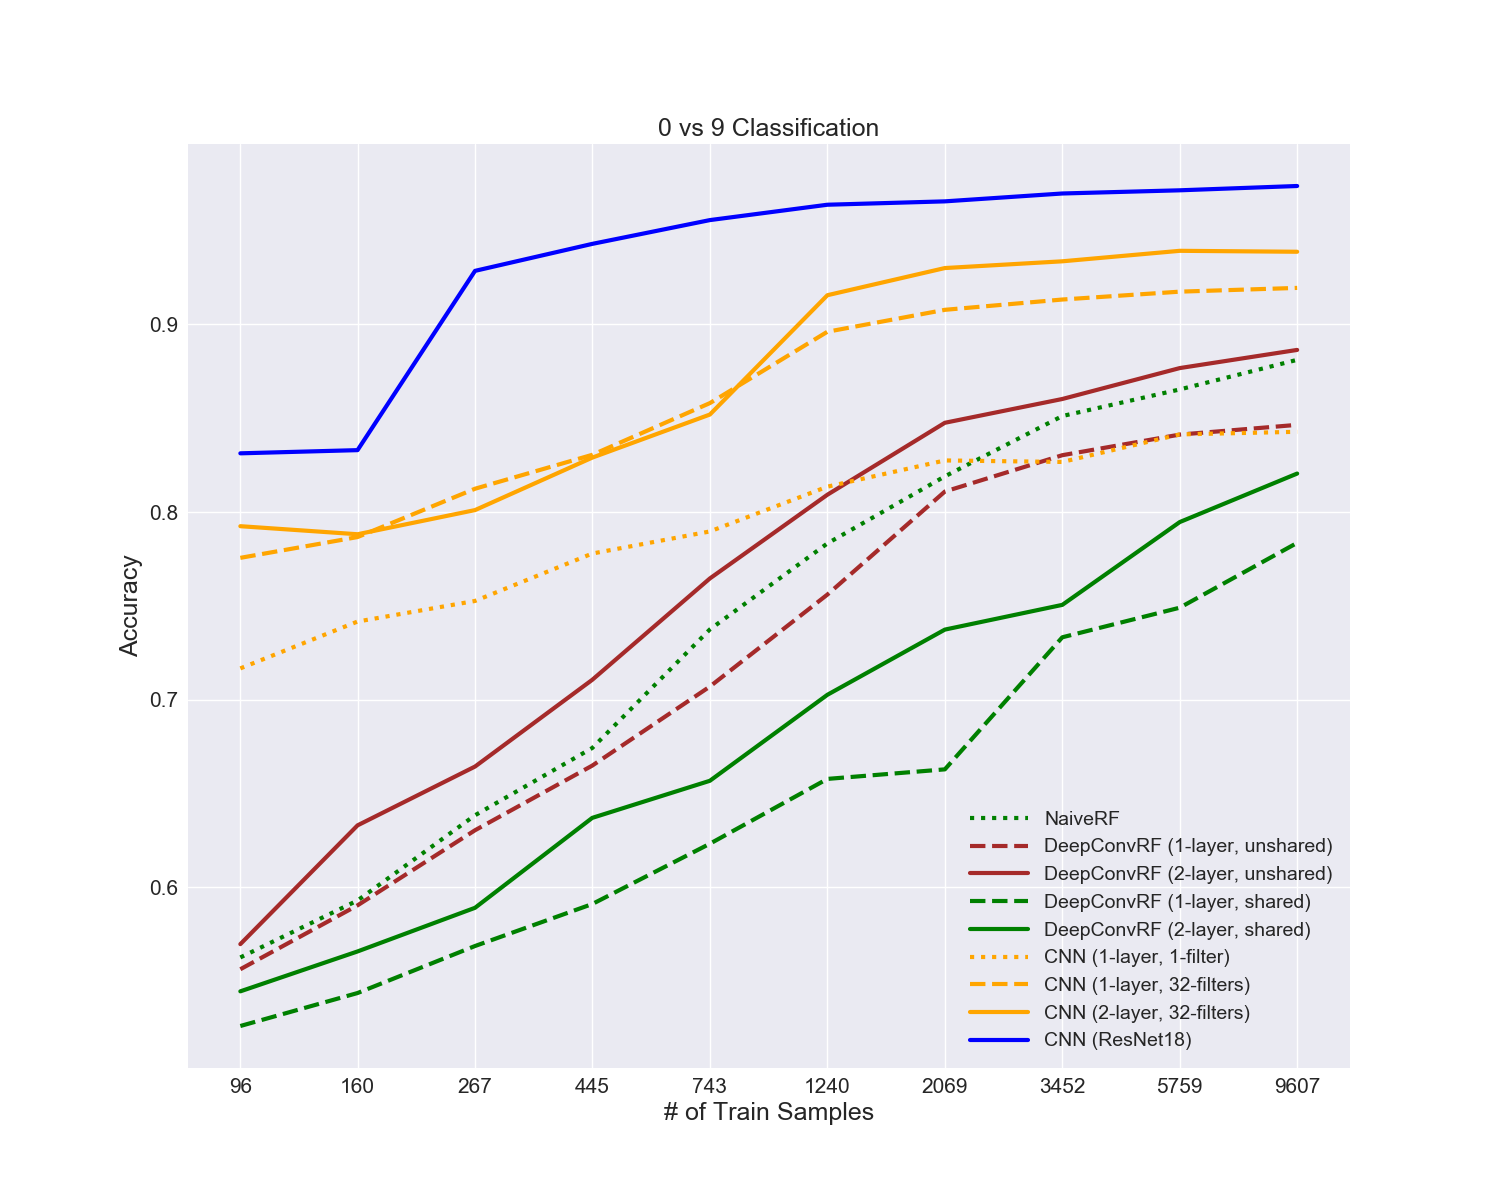 0 vs 9 Classification
Accuracy
0.9
0.8
0.7
0.6
NaiveRF
DeepConvRF (1-layer, unshared)
DeepConvRF (2-layer, unshared)
DeepConvRF (1-layer, shared)
DeepConvRF (2-layer, shared)
CNN (1-layer, 1-filter)
CNN (1-layer, 32-filters)
CNN (2-layer, 32-filters)
CNN (ResNet18)
96 160 267 445 743 1240 2069 3452 5759 9607
# of Train Samples